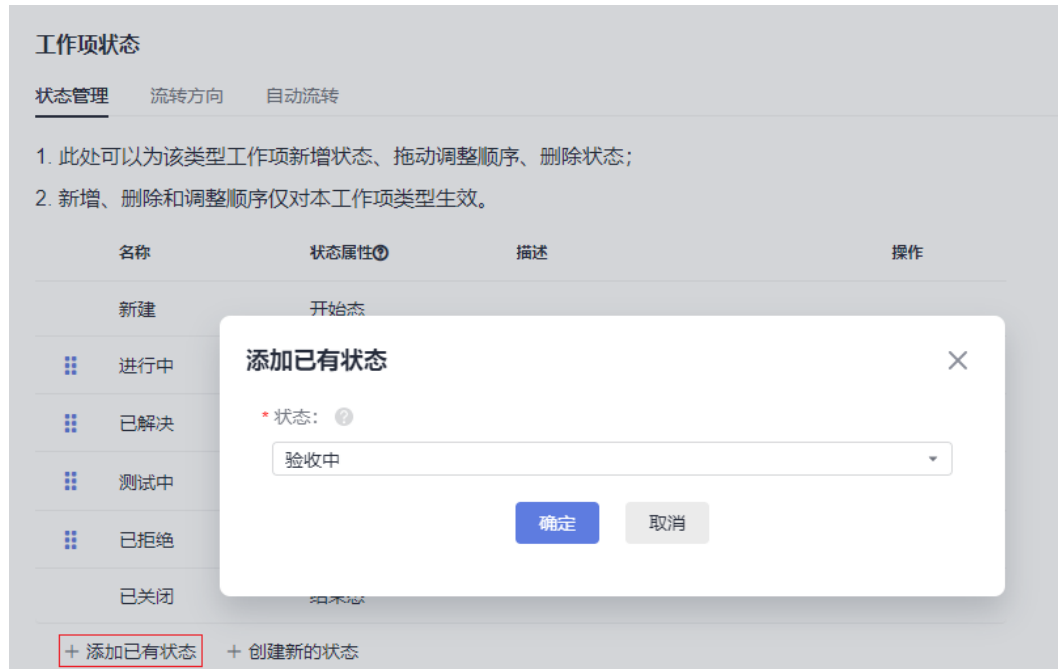 工作项状态
状态管理 流转方向 自动流转
1. 此处可以为该类型工作项新增状态、拖动调整顺序、删除状态；
2. 新增、删除和调整顺序仅对本工作项类型生效。
名称 状态属性 描述 操作
新建 开始态
进行中
已解决
测试中
已拒绝
已关闭 结束态
添加已有状态
* 状态：
验收中
确定 取消
+ 添加已有状态 + 创建新的状态